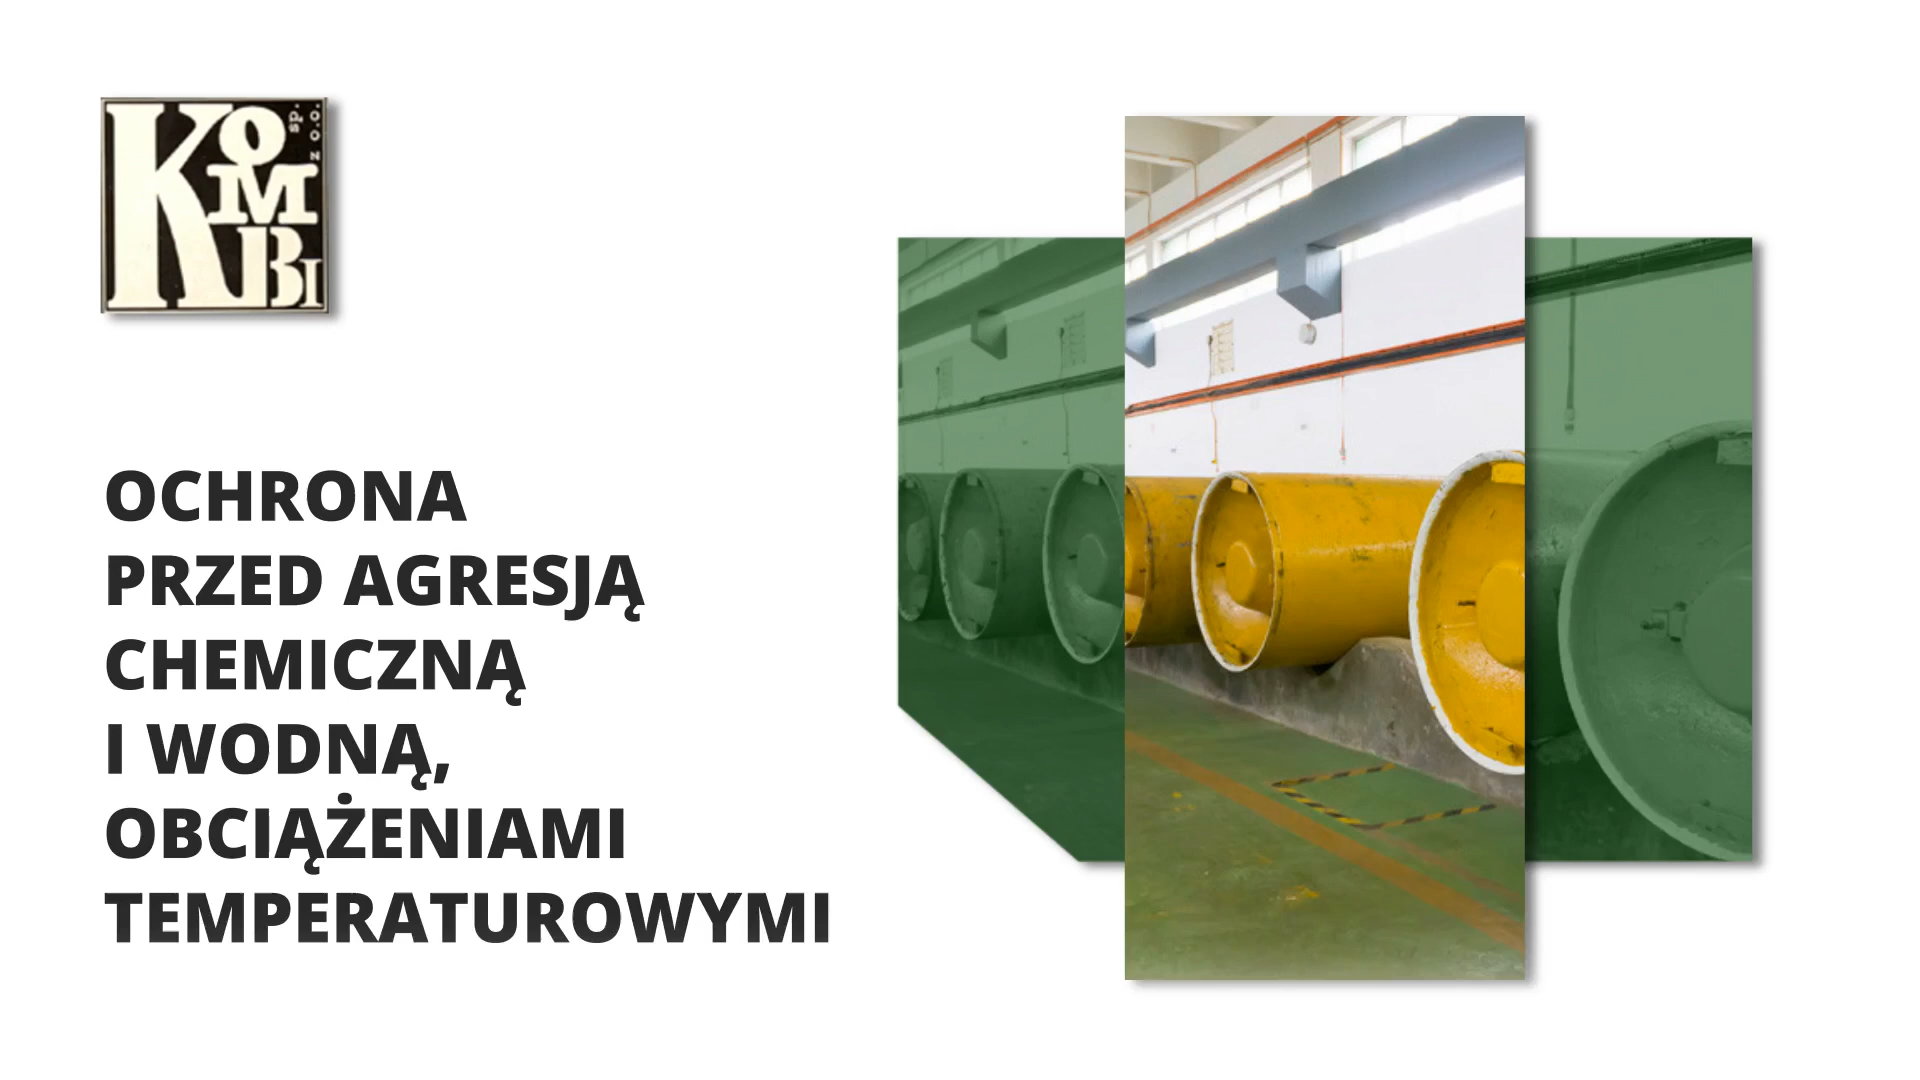 KOMBI
sp.
z o.o.
OCHRONA
PRZED AGRESJĄ
CHEMICZNĄ
I WODNĄ,
OBCIĄŻENIAMI
TEMPERATUROWYMI